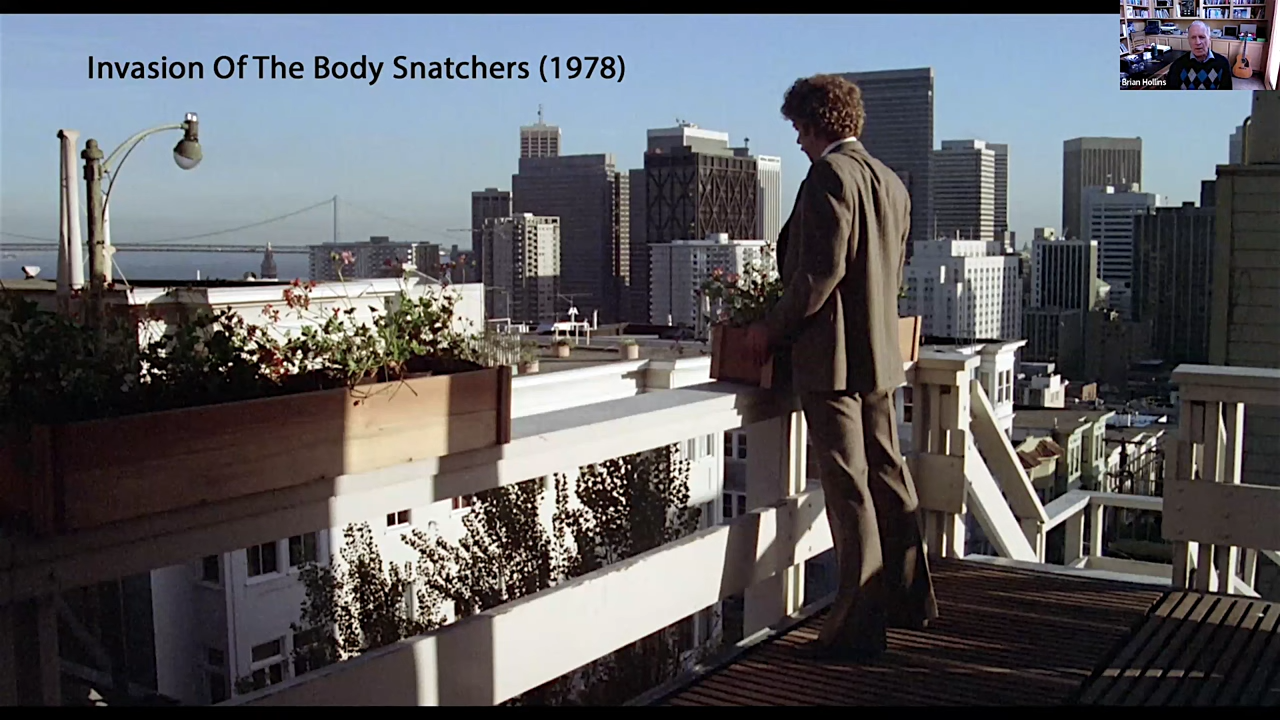 Invasion Of The Body Snatchers (1978)
Brian Hollins